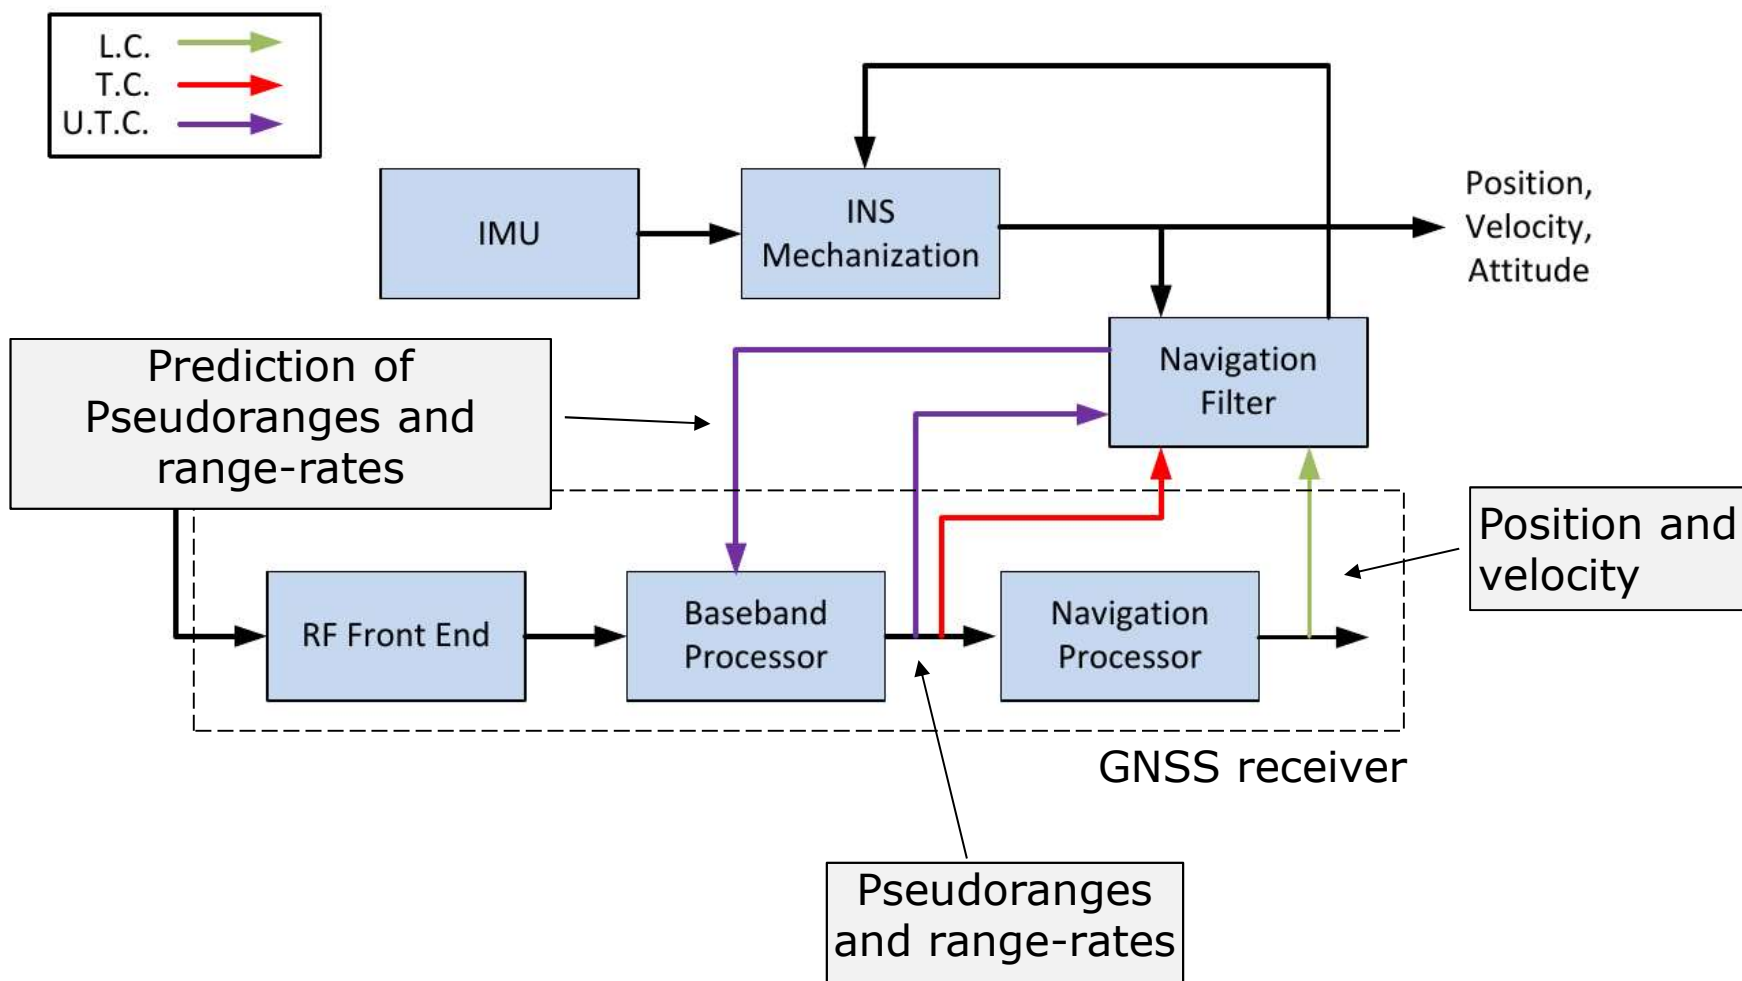 L.C.
T.C.
U.T.C.
IMU
INS
Mechanization
Position,
Velocity,
Attitude
Navigation
Filter
Prediction of
Pseudoranges and
range-rates
Position and
velocity
RF Front End
Baseband
Processor
Navigation
Processor
GNSS receiver
Pseudoranges
and range-rates